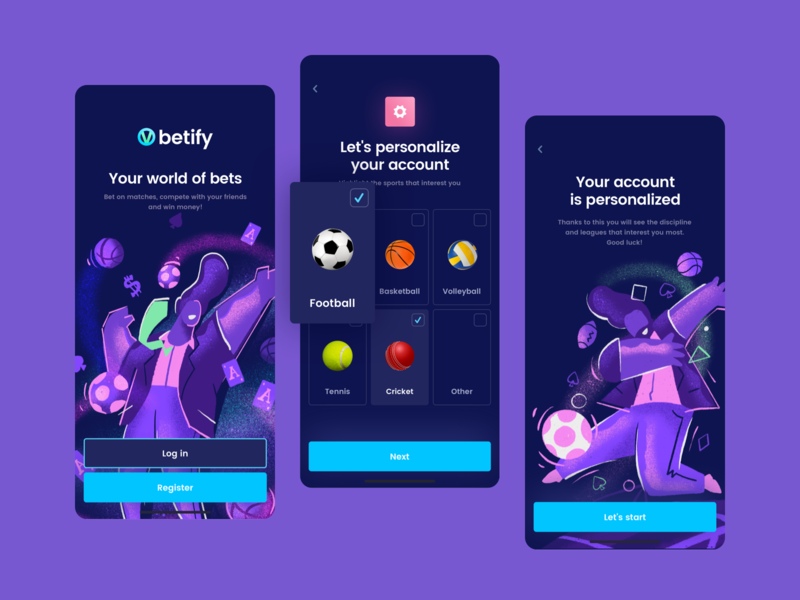 betify
Your world of bets
Bet on matches, compete with your friends
and win money!
A
A
A
Log in
Register
Let's personalize
your account
the sports that interest you
Football
Basketball
Volleyball
Tennis
Cricket
Other
Next
Your account
is personalized
Thanks to this you will see the discipline
and leagues that interest you most.
Good luck!
Let's start